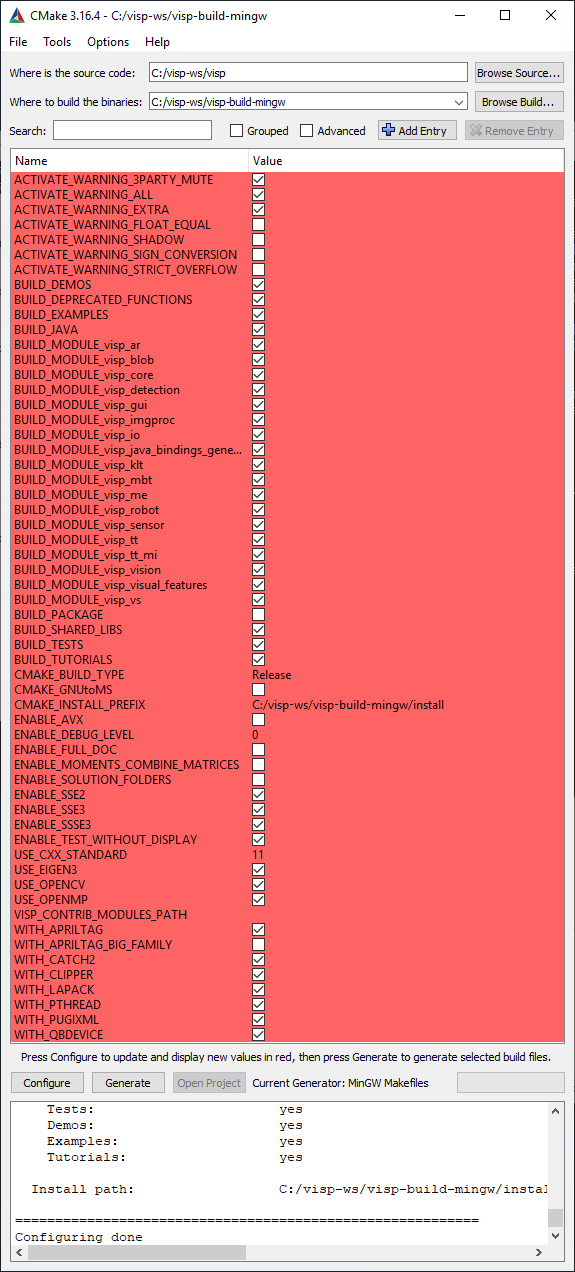 CMake 3.16.4 - C:/visp-ws/visp-build-mingw
File Tools Options Help
Where is the source code: C:/visp-ws/visp Browse Source...
Where to build the binaries: C:/visp-ws/visp-build-mingw Browse Build...
Search: Grouped Advanced Add Entry Remove Entry
Name Value
ACTIVATE_WARNING_3PARTY_MUTE
ACTIVATE_WARNING_ALL
ACTIVATE_WARNING_EXTRA
ACTIVATE_WARNING_FLOAT_EQUAL
ACTIVATE_WARNING_SHADOW
ACTIVATE_WARNING_SIGN_CONVERSION
ACTIVATE_WARNING_STRICT_OVERFLOW
BUILD_DEMOS
BUILD_DEPRECATED_FUNCTIONS
BUILD_EXAMPLES
BUILD_JAVA
BUILD_MODULE_visp_ar
BUILD_MODULE_visp_blob
BUILD_MODULE_visp_core
BUILD_MODULE_visp_detection
BUILD_MODULE_visp_gui
BUILD_MODULE_visp_imgproc
BUILD_MODULE_visp_io
BUILD_MODULE_visp_java_bindings_gene...
BUILD_MODULE_visp_klt
BUILD_MODULE_visp_mbt
BUILD_MODULE_visp_me
BUILD_MODULE_visp_robot
BUILD_MODULE_visp_sensor
BUILD_MODULE_visp_tt
BUILD_MODULE_visp_tt_mi
BUILD_MODULE_visp_vision
BUILD_MODULE_visp_visual_features
BUILD_MODULE_visp_vs
BUILD_PACKAGE
BUILD_SHARED_LIBS
BUILD_TESTS
BUILD_TUTORIALS
CMAKE_BUILD_TYPE Release
CMAKE_GNUtoMS
CMAKE_INSTALL_PREFIX C:/visp-ws/visp-build-mingw/install
ENABLE_AVX
ENABLE_DEBUG_LEVEL 0
ENABLE_FULL_DOC
ENABLE_MOMENTS_COMBINE_MATRICES
ENABLE_SOLUTION_FOLDERS
ENABLE_SSE2
ENABLE_SSE3
ENABLE_SSSE3
ENABLE_TEST_WITHOUT_DISPLAY
USE_CXX_STANDARD 11
USE_EIGEN3
USE_OPENCV
USE_OPENMP
VISP_CONTRIB_MODULES_PATH
WITH_APRILTAG
WITH_APRILTAG_BIG_FAMILY
WITH_CATCH2
WITH_CLIPPER
WITH_LAPACK
WITH_PTHREAD
WITH_PUGIXML
WITH_QBDEVICE
Press Configure to update and display new values in red, then press Generate to generate selected build files.
Configure Generate Open Project Current Generator: MinGW Makefiles
Tests: yes
Demos: yes
Examples: yes
Tutorials: yes
Install path: C:/visp-ws/visp-build-mingw/instal
==========================================================
Configuring done